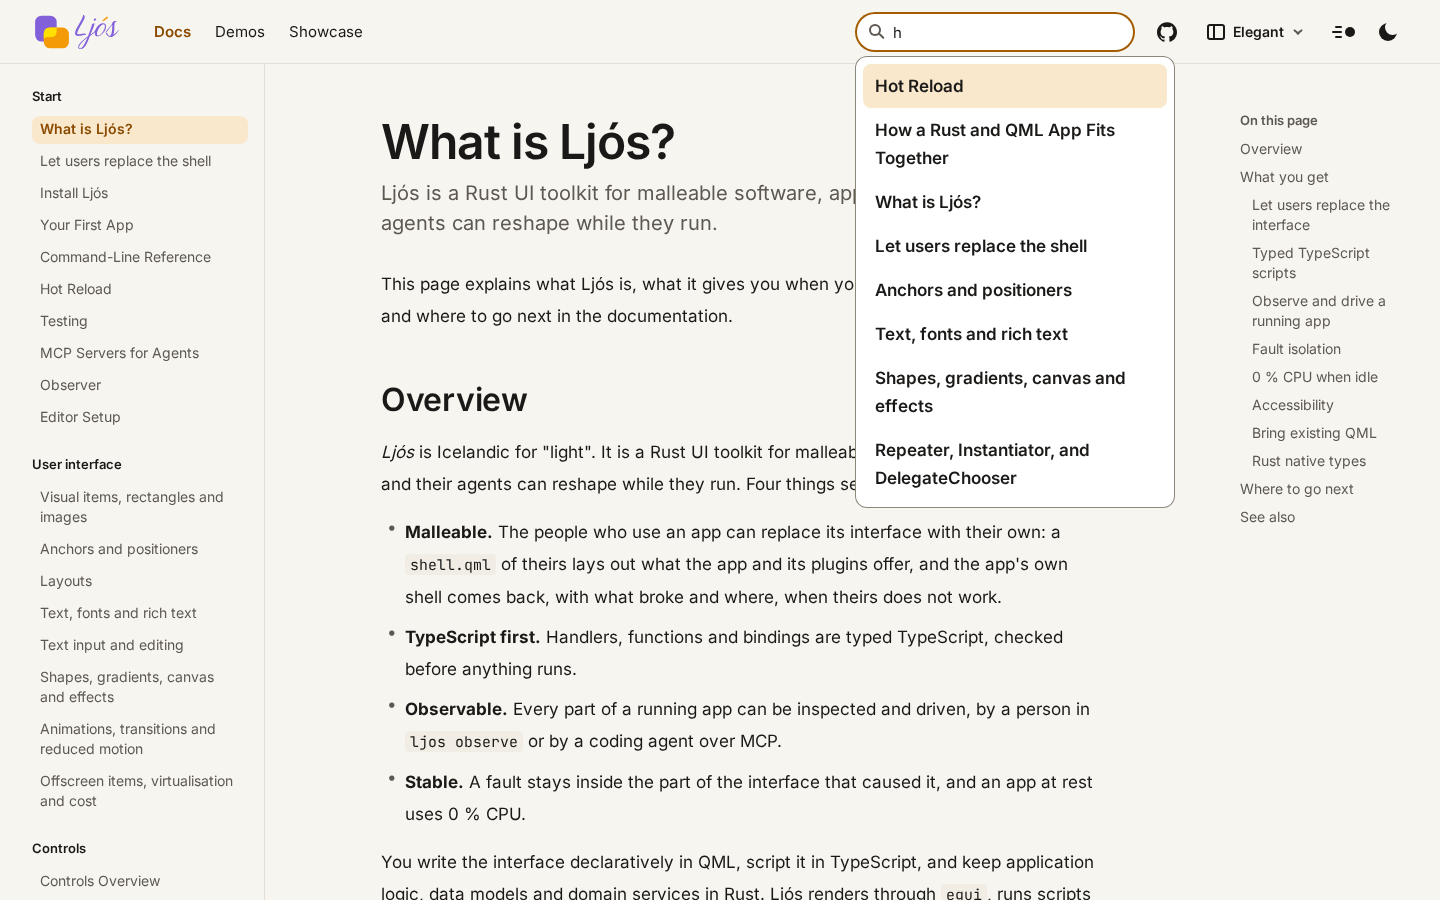 Ljós
Docs
Demos
Showcase
h
Elegant
Start
What is Ljós?
Let users replace the shell
Install Ljós
Your First App
Command-Line Reference
Hot Reload
Testing
MCP Servers for Agents
Observer
Editor Setup
User interface
Visual items, rectangles and
images
Anchors and positioners
Layouts
Text, fonts and rich text
Text input and editing
Shapes, gradients, canvas
and effects
Animations, transitions and
reduced motion
Offscreen items, virtualisation
and cost
Controls
Controls Overview
Hot Reload
How a Rust and QML App Fits
Together
What is Ljós?
Let users replace the shell
Anchors and positioners
Text, fonts and rich text
Shapes, gradients, canvas and
effects
Repeater, Instantiator, and
DelegateChooser
What is Ljós?
Ljós is a Rust UI toolkit for malleable software,
agents can reshape while they run.
This page explains what Ljós is, what it gives you when
and where to go next in the documentation.
Overview
Ljós is Icelandic for "light". It is a Rust UI toolkit for
and their agents can reshape while they run. Four things
• Malleable. The people who use an app can replace its interface with their own: a
shell.qml of theirs lays out what the app and its plugins offer, and the app's own
shell comes back, with what broke and where, when theirs does not work.
• TypeScript first. Handlers, functions and bindings are typed TypeScript, checked
before anything runs.
• Observable. Every part of a running app can be inspected and driven, by a person in
ljos observe or by a coding agent over MCP.
• Stable. A fault stays inside the part of the interface that caused it, and an app at rest
uses 0 % CPU.
You write the interface declaratively in QML, script it in TypeScript, and keep application
logic, data models and domain services in Rust. Ljós renders through egui, runs scripts
On this page
Overview
What you get
Let users replace the
interface
Typed TypeScript
scripts
Observe and drive a
running app
Fault isolation
0 % CPU when idle
Accessibility
Bring existing QML
Rust native types
Where to go next
See also